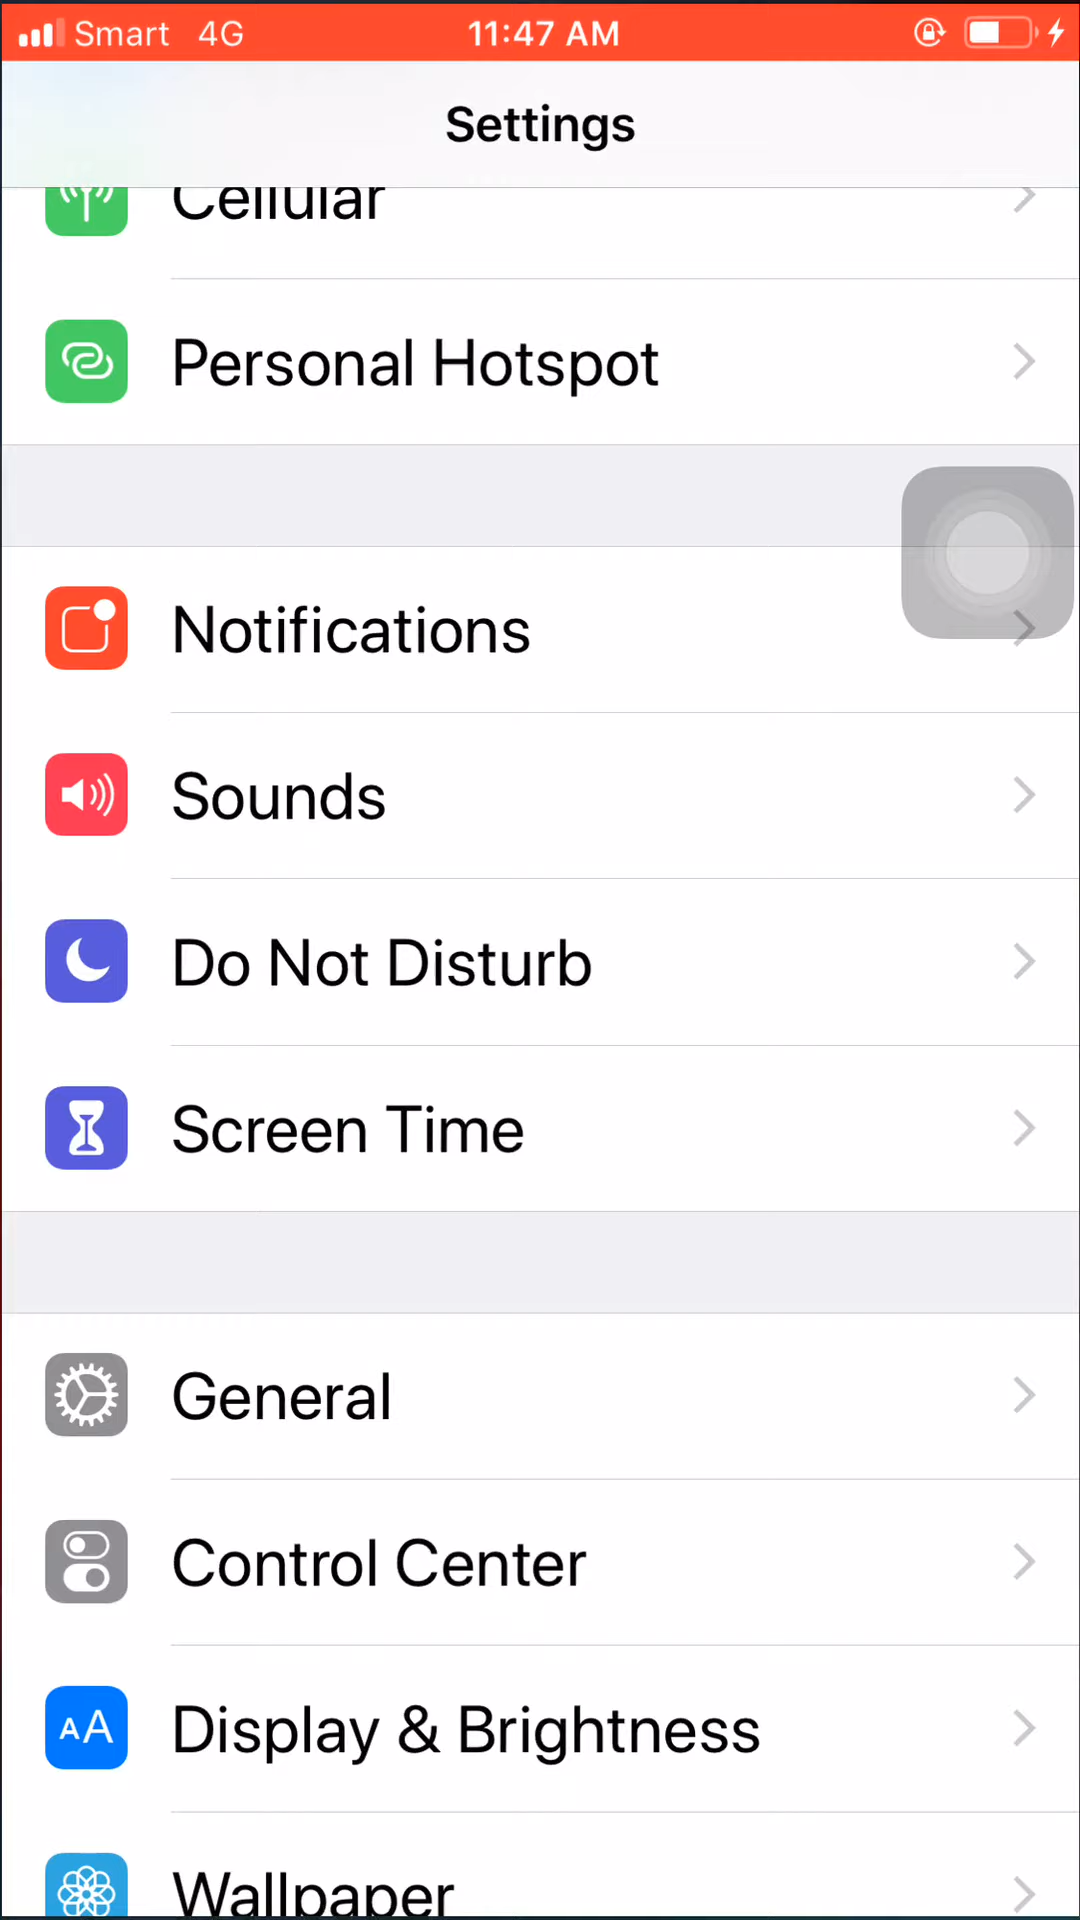 Smart 4G 11:47 AM
Settings
Cellular
Personal Hotspot
Notifications
Sounds
Do Not Disturb
Screen Time
General
Control Center
AA Display & Brightness
Wallpaper